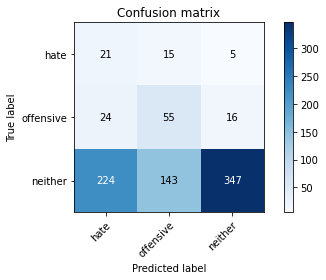 Confusion matrix
hate 21 15 5
offensive 24 55 16
neither 224 143 347
hate offensive neither
True label
Predicted label
350
300
250
200
150
100
50